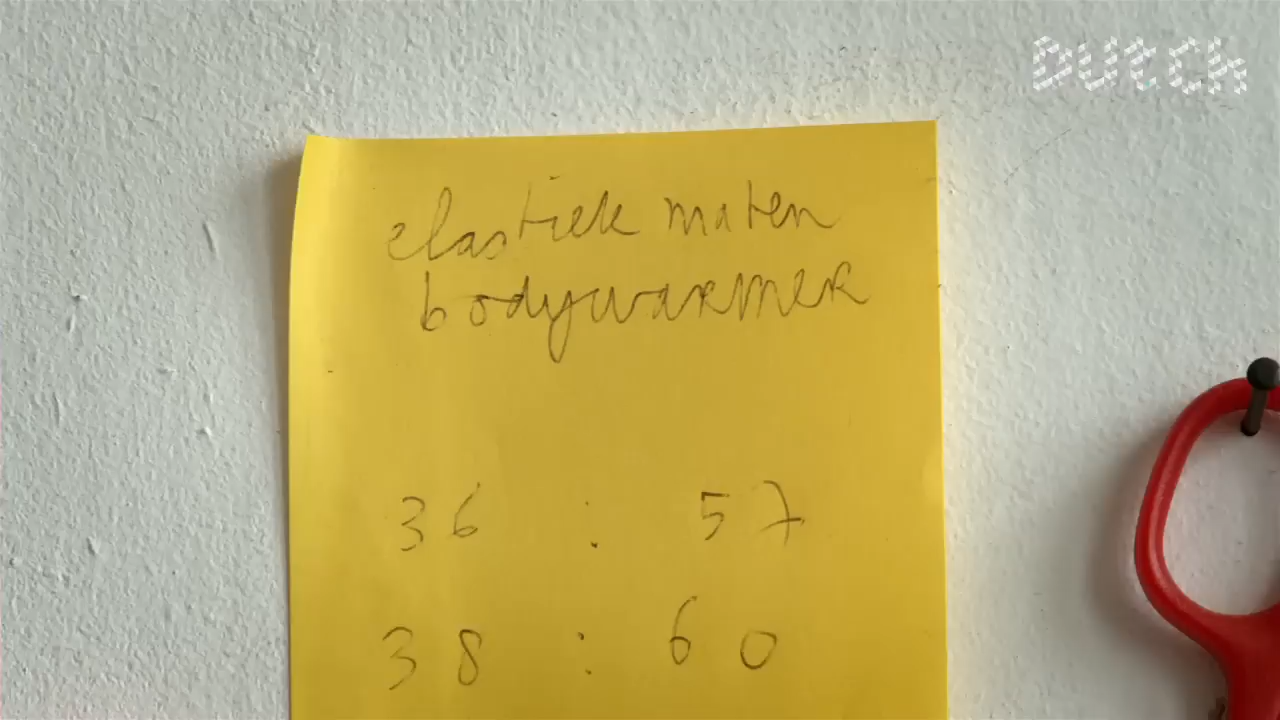 Dutch
elastiek maten
bodywarmer
36 : 57
38 : 60